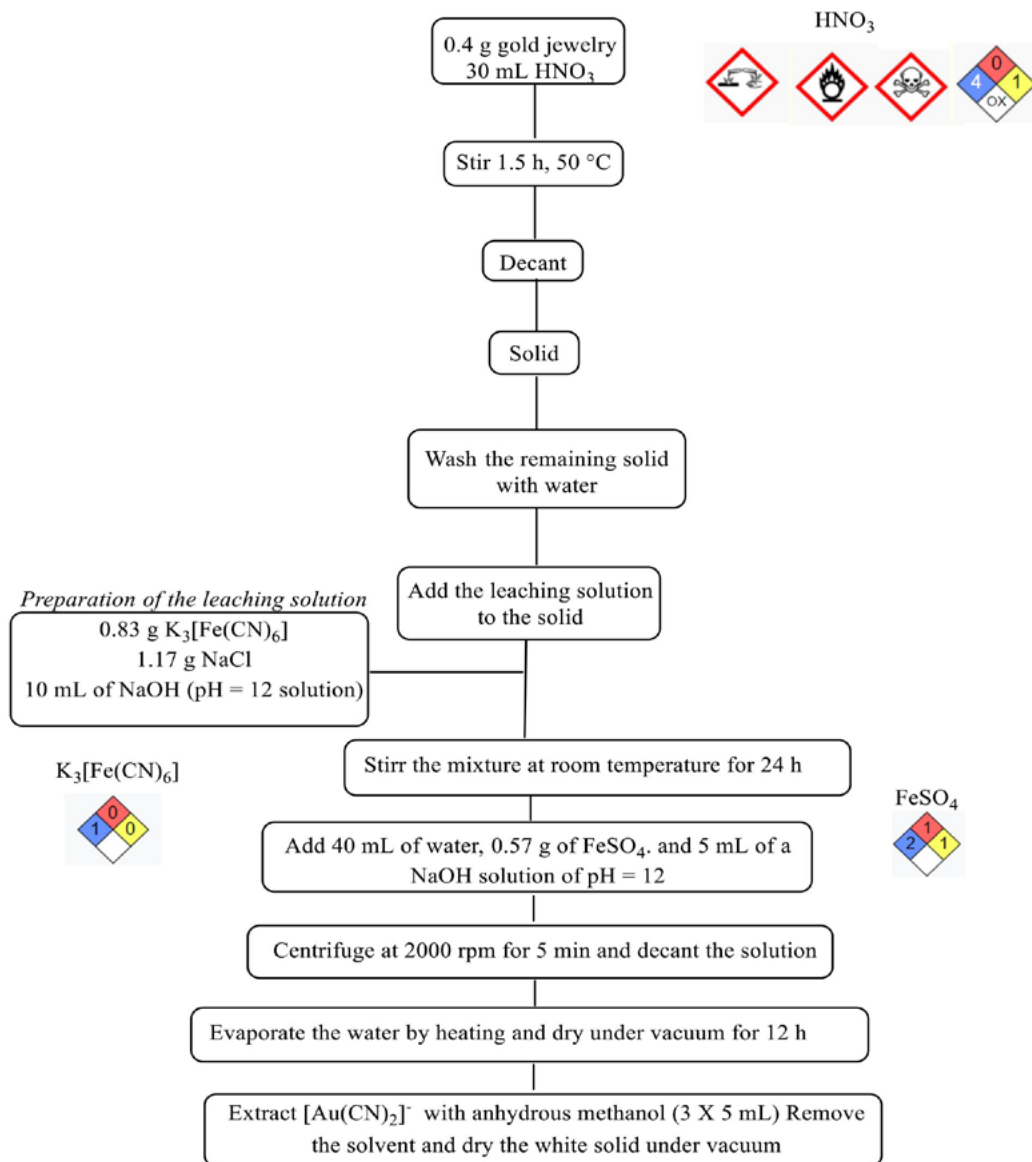 HNO₃
0.4 g gold jewelry
30 mL HNO₃
0
4
1
OX
Stir 1.5 h, 50 °C
Decant
Solid
Wash the remaining solid
with water
Add the leaching solution
to the solid
Preparation of the leaching solution
0.83 g K₃[Fe(CN)₆]
1.17 g NaCl
10 mL of NaOH (pH = 12 solution)
Stirr the mixture at room temperature for 24 h
K₃[Fe(CN)₆]
0
1
0
FeSO₄
1
2
1
Add 40 mL of water, 0.57 g of FeSO₄. and 5 mL of a
NaOH solution of pH = 12
Centrifuge at 2000 rpm for 5 min and decant the solution
Evaporate the water by heating and dry under vacuum for 12 h
Extract [Au(CN)₂]⁻ with anhydrous methanol (3 X 5 mL) Remove
the solvent and dry the white solid under vacuum